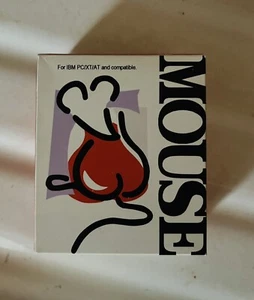 For IBM PC/XT/AT and compatible.
MOUSE